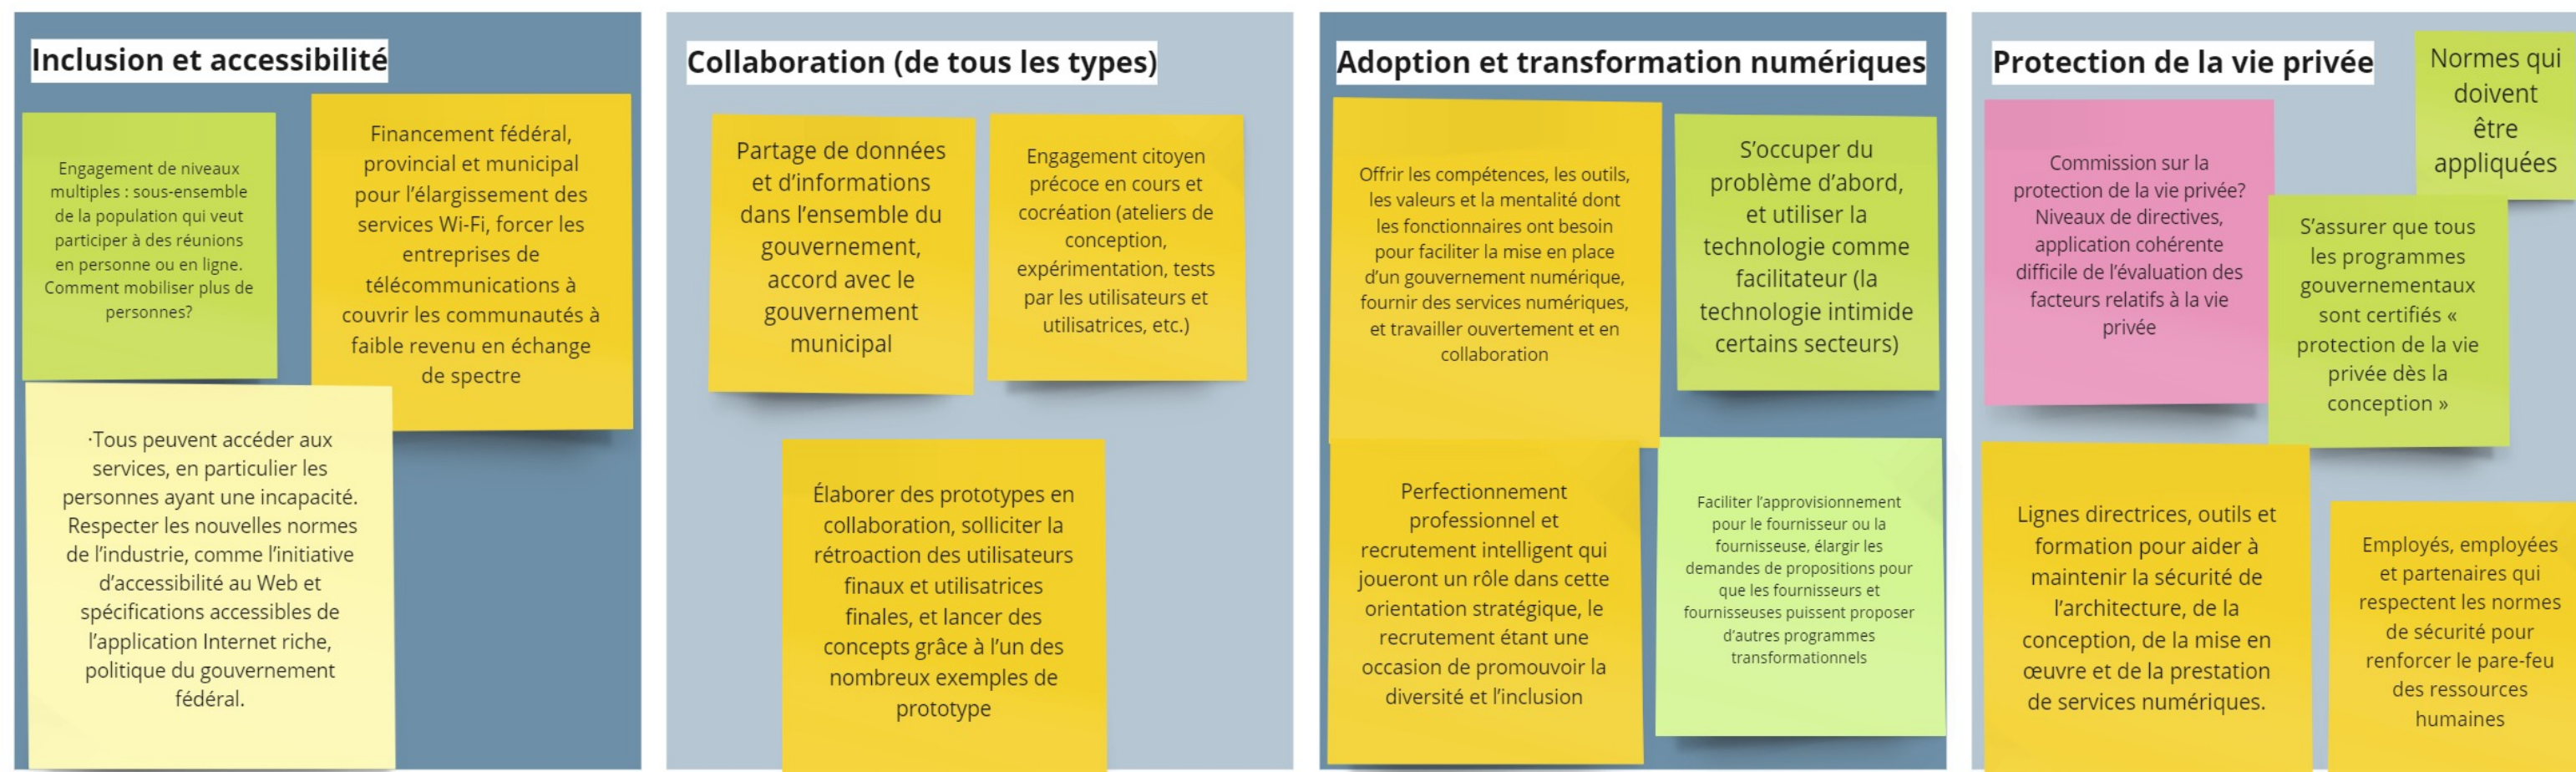 Inclusion et accessibilité
Engagement de niveaux
multiples : sous-ensemble
de la population qui veut
participer à des réunions
en personne ou en ligne.
Comment mobiliser plus de
personnes?
Financement fédéral,
provincial et municipal
pour l’élargissement des
services Wi-Fi, forcer les
entreprises de
télécommunications à
couvrir les communautés à
faible revenu en échange
de spectre
·Tous peuvent accéder aux
services, en particulier les
personnes ayant une incapacité.
Respecter les nouvelles normes
de l’industrie, comme l’initiative
d’accessibilité au Web et
spécifications accessibles de
l’application Internet riche,
politique du gouvernement
fédéral.
Collaboration (de tous les types)
Partage de données
et d’informations
dans l’ensemble du
gouvernement,
accord avec le
gouvernement
municipal
Engagement citoyen
précoce en cours et
cocréation (ateliers de
conception,
expérimentation, tests
par les utilisateurs et
utilisatrices, etc.)
Élaborer des prototypes en
collaboration, solliciter la
rétroaction des utilisateurs
finaux et utilisatrices
finales, et lancer des
concepts grâce à l’un des
nombreux exemples de
prototype
Adoption et transformation numériques
Offrir les compétences, les outils,
les valeurs et la mentalité dont
les fonctionnaires ont besoin
pour faciliter la mise en place
d’un gouvernement numérique,
fournir des services numériques,
et travailler ouvertement et en
collaboration
S’occuper du
problème d’abord,
et utiliser la
technologie comme
facilitateur (la
technologie intimide
certains secteurs)
Perfectionnement
professionnel et
recrutement intelligent qui
joueront un rôle dans cette
orientation stratégique, le
recrutement étant une
occasion de promouvoir la
diversité et l’inclusion
Faciliter l’approvisionnement
pour le fournisseur ou la
fournisseuse, élargir les
demandes de propositions pour
que les fournisseurs et
fournisseuses puissent proposer
d’autres programmes
transformationnels
Protection de la vie privée
Normes qui
doivent
être
appliquées
Commission sur la
protection de la vie privée?
Niveaux de directives,
application cohérente
difficile de l’évaluation des
facteurs relatifs à la vie
privée
S’assurer que tous
les programmes
gouvernementaux
sont certifiés «
protection de la vie
privée dès la
conception »
Lignes directrices, outils et
formation pour aider à
maintenir la sécurité de
l’architecture, de la
conception, de la mise en
œuvre et de la prestation
de services numériques.
Employés, employées
et partenaires qui
respectent les normes
de sécurité pour
renforcer le pare-feu
des ressources
humaines